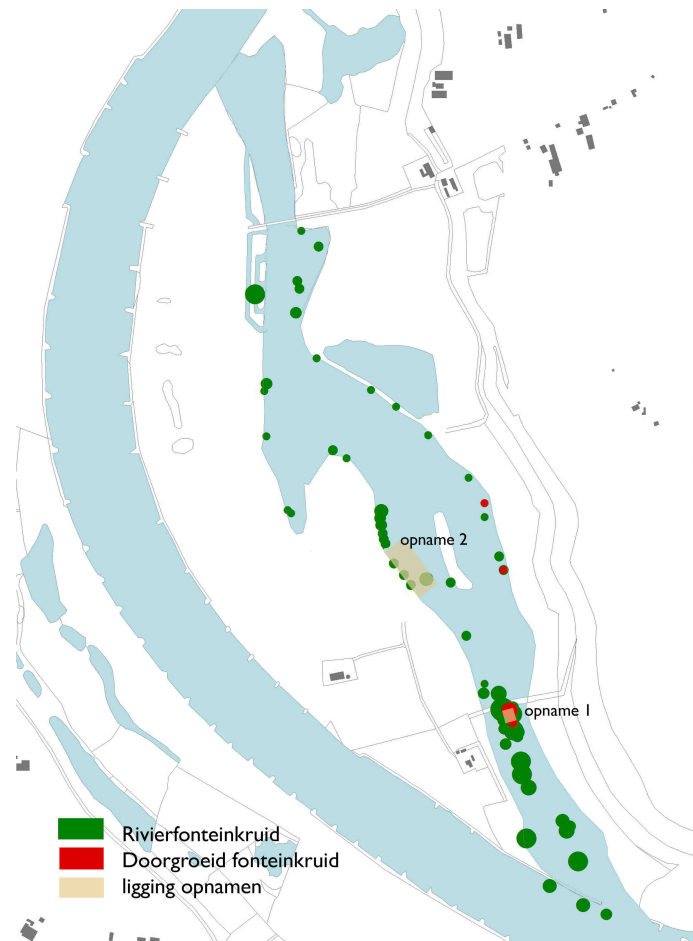 opname 2
opname 1
Rivierfonteinkruid
Doorgroeid fonteinkruid
ligging opnamen